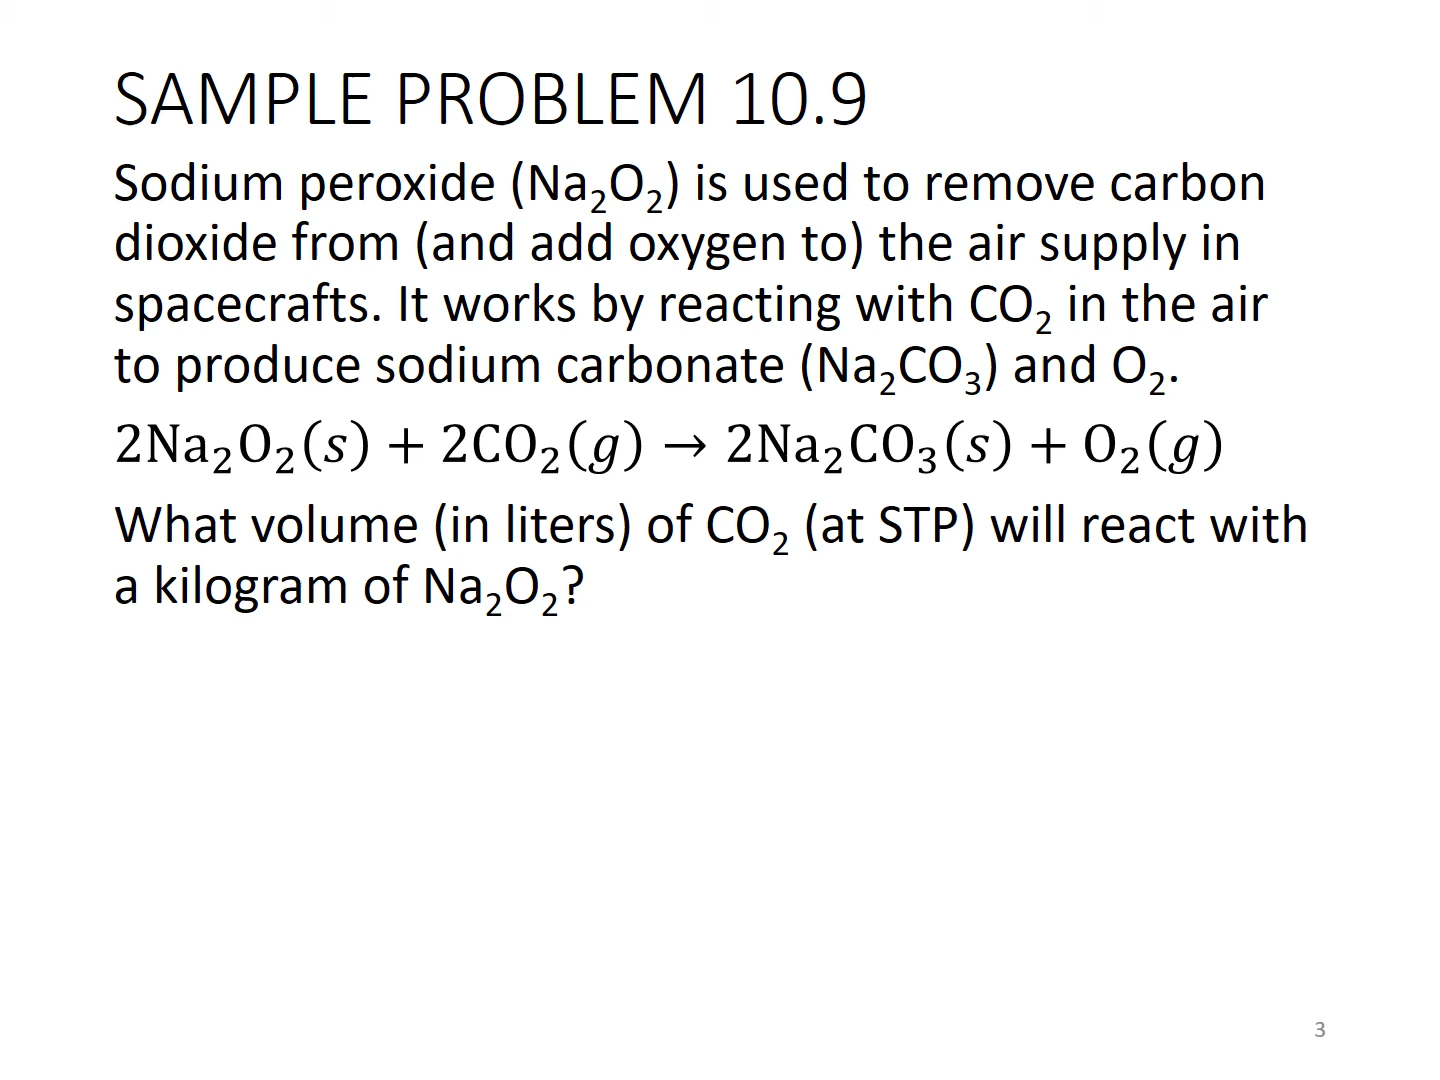 SAMPLE PROBLEM 10.9
Sodium peroxide (Na₂O₂) is used to remove carbon
dioxide from (and add oxygen to) the air supply in
spacecrafts. It works by reacting with CO₂ in the air
to produce sodium carbonate (Na₂CO₃) and O₂.
2Na₂O₂(s) + 2CO₂(g) → 2Na₂CO₃(s) + O₂(g)
What volume (in liters) of CO₂ (at STP) will react with
a kilogram of Na₂O₂?
3